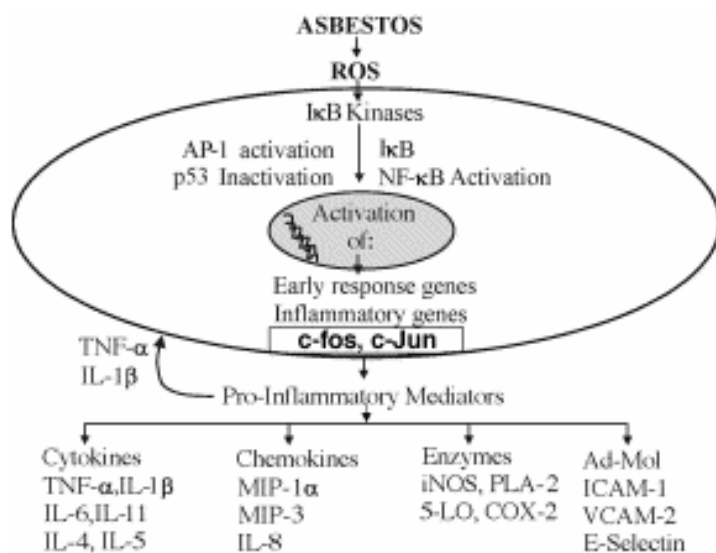 ASBESTOS
ROS
IκB Kinases
AP-1 activation
p53 Inactivation
IκB
NF-κB Activation
Activation
of:
Early response genes
Inflammatory genes
c-fos, c-Jun
TNF-α
IL-1β
Pro-Inflammatory Mediators
Cytokines
TNF-α,IL-1β
IL-6,IL-11
IL-4, IL-5
Chemokines
MIP-1α
MIP-3
IL-8
Enzymes
iNOS, PLA-2
5-LO, COX-2
Ad-Mol
ICAM-1
VCAM-2
E-Selectin